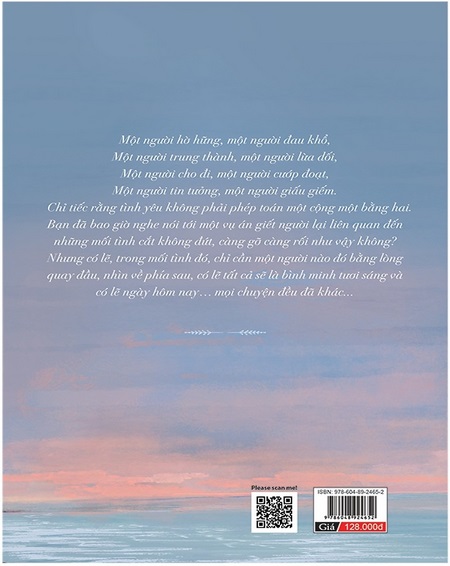 Một người hờ hững, một người đau khổ,
Một người trung thành, một người lừa dối,
Một người cho đi, một người cướp đoạt,
Một người tin tưởng, một người giấu giếm.
Chỉ tiếc rằng tình yêu không phải phép toán một cộng một bằng hai.
Bạn đã bao giờ nghe nói tới một vụ án giết người lại liên quan đến
những mối tình cắt không đứt, càng gỡ càng rối như vậy không?
Nhưng có lẽ, trong mối tình đó, chỉ cần một người nào đó bằng lòng
quay đầu, nhìn về phía sau, có lẽ tất cả sẽ là bình minh tươi sáng và
có lẽ ngày hôm nay... mọi chuyện đều đã khác...
Please scan me!
ISBN: 978-604-89-2465-2
9 786048 924652
Giá 128.000đ